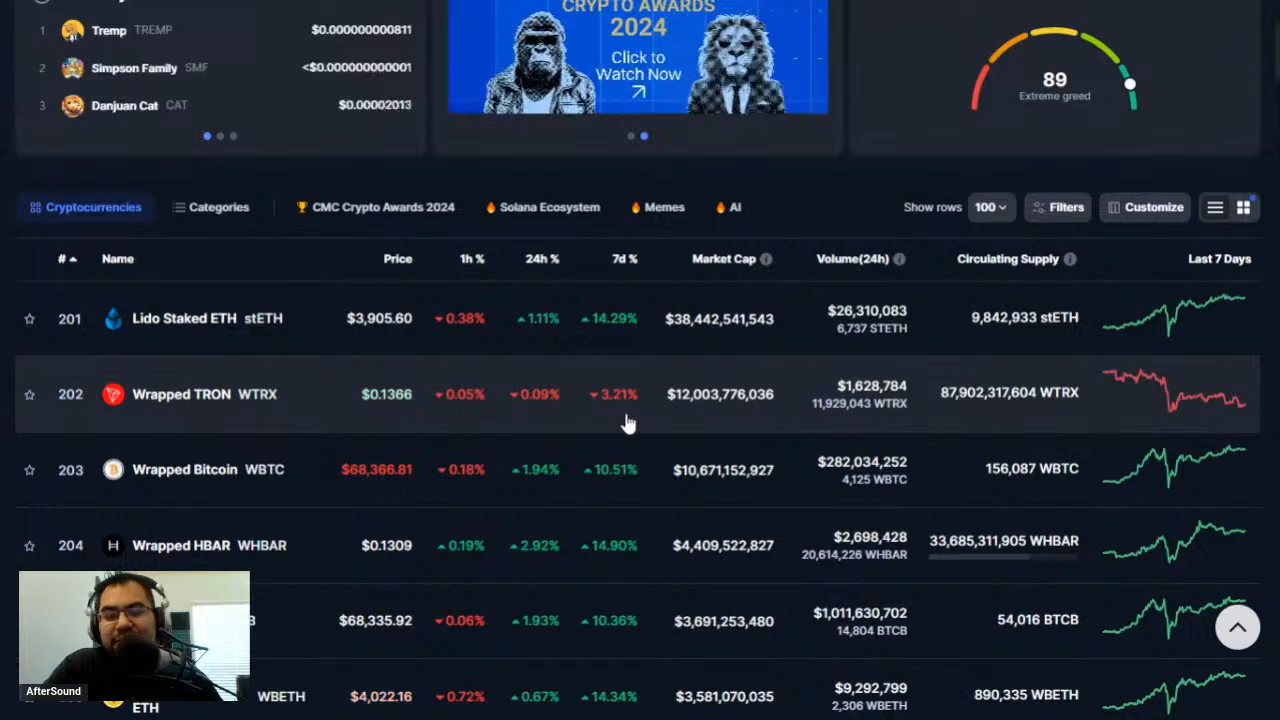 1 Tremp TREMP $0.000000000811
2 Simpson Family SMF <$0.000000000001
3 Danjuan Cat CAT $0.00002013
CRYPTO AWARDS
2024
Click to
Watch Now
89
Extreme greed
Cryptocurrencies Categories CMC Crypto Awards 2024 Solana Ecosystem Memes AI Show rows 100 Filters Customize
# Name Price 1h % 24h % 7d % Market Cap Volume(24h) Circulating Supply Last 7 Days
201 Lido Staked ETH stETH $3,905.60 0.38% 1.11% 14.29% $38,442,541,543 $26,310,083 9,842,933 stETH
6,737 STETH
202 Wrapped TRON WTRX $0.1366 0.05% 0.09% 3.21% $12,003,776,036 $1,628,784 87,902,317,604 WTRX
11,929,043 WTRX
203 Wrapped Bitcoin WBTC $68,366.81 0.18% 1.94% 10.51% $10,671,152,927 $282,034,252 156,087 WBTC
4,125 WBTC
204 Wrapped HBAR WHBAR $0.1309 0.19% 2.92% 14.90% $4,409,522,827 $2,698,428 33,685,311,905 WHBAR
20,614,226 WHBAR
$68,335.92 0.06% 1.93% 10.36% $3,691,253,480 $1,011,630,702 54,016 BTCB
14,804 BTCB
WBETH $4,022.16 0.72% 0.67% 14.34% $3,581,070,035 $9,292,799 890,335 WBETH
ETH 2,306 WBETH
AfterSound